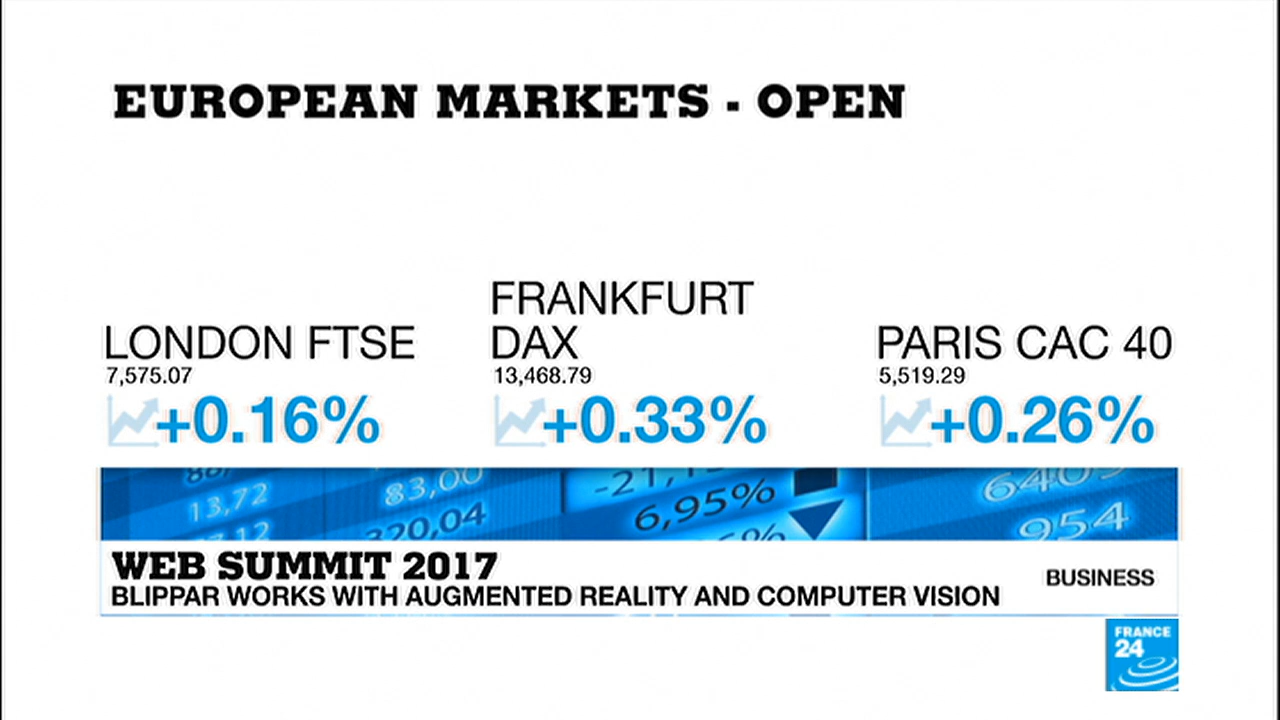 EUROPEAN MARKETS - OPEN
LONDON FTSE
7,575.07
+0.16%
FRANKFURT
DAX
13,468.79
+0.33%
PARIS CAC 40
5,519.29
+0.26%
13,72
83,00
6,95%
320,04
954
WEB SUMMIT 2017
BLIPPAR WORKS WITH AUGMENTED REALITY AND COMPUTER VISION
BUSINESS
FRANCE
24